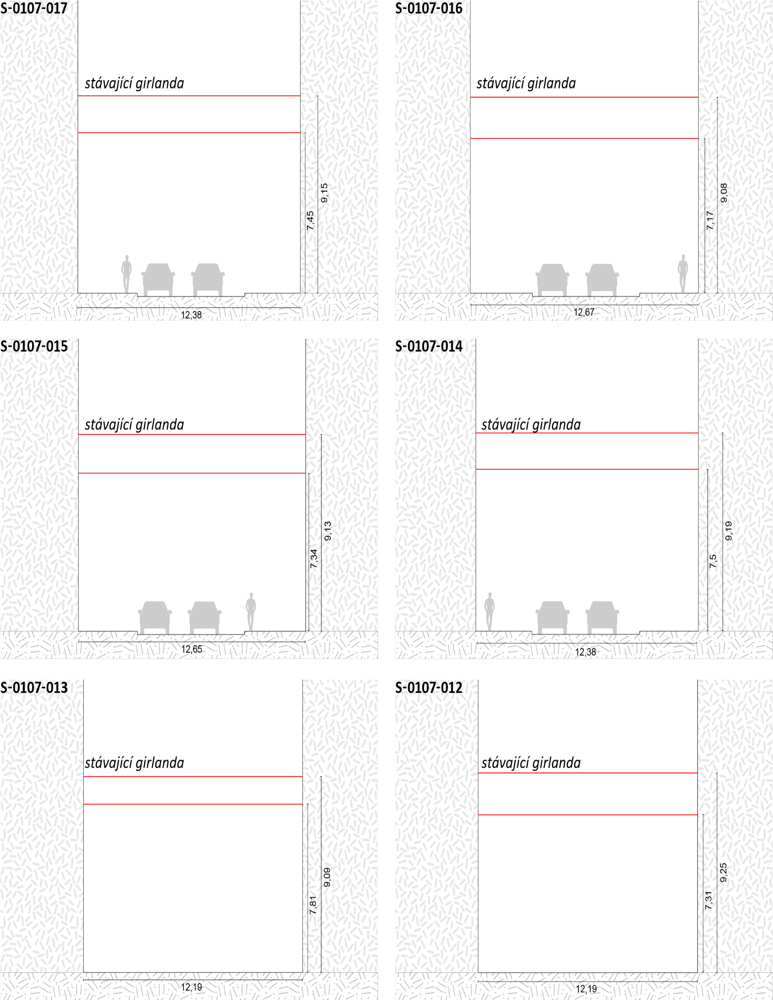 S-0107-017
stávající girlanda
9,15
7,45
12,38
S-0107-016
stávající girlanda
9,08
7,17
12,67
S-0107-015
stávající girlanda
9,13
7,34
12,65
S-0107-014
stávající girlanda
9,19
7,5
12,38
S-0107-013
stávající girlanda
9,09
7,81
12,19
S-0107-012
stávající girlanda
9,25
7,31
12,19